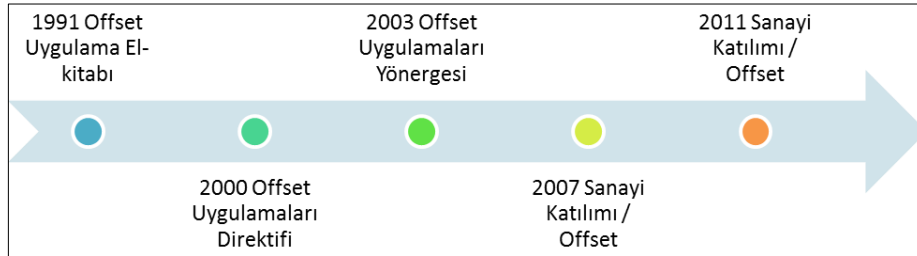 1991 Offset
Uygulama El-
kitabı
2000 Offset
Uygulamaları
Direktifi
2003 Offset
Uygulamaları
Yönergesi
2007 Sanayi
Katılımı /
Offset
2011 Sanayi
Katılımı /
Offset